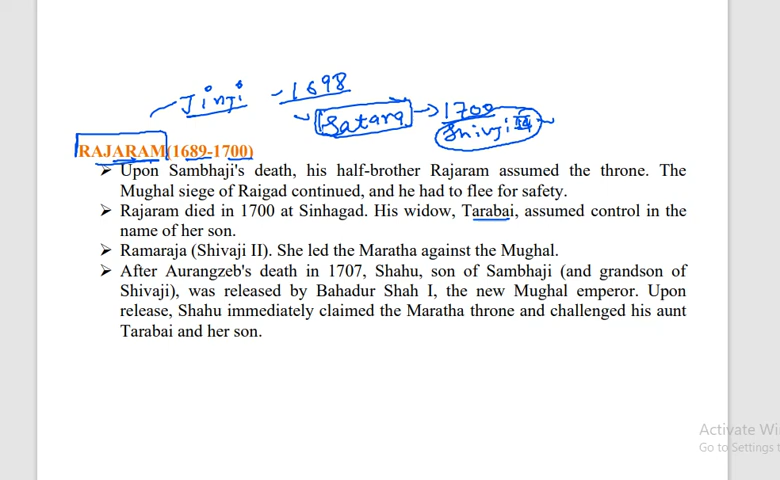 Jinji - 1698
Satara → 1700
Shivji II
RAJARAM (1689-1700)
➢ Upon Sambhaji's death, his half-brother Rajaram assumed the throne. The
Mughal siege of Raigad continued, and he had to flee for safety.
➢ Rajaram died in 1700 at Sinhagad. His widow, Tarabai, assumed control in the
name of her son.
➢ Ramaraja (Shivaji II). She led the Maratha against the Mughal.
➢ After Aurangzeb's death in 1707, Shahu, son of Sambhaji (and grandson of
Shivaji), was released by Bahadur Shah I, the new Mughal emperor. Upon
release, Shahu immediately claimed the Maratha throne and challenged his aunt
Tarabai and her son.
Activate Wi
Go to Settings t